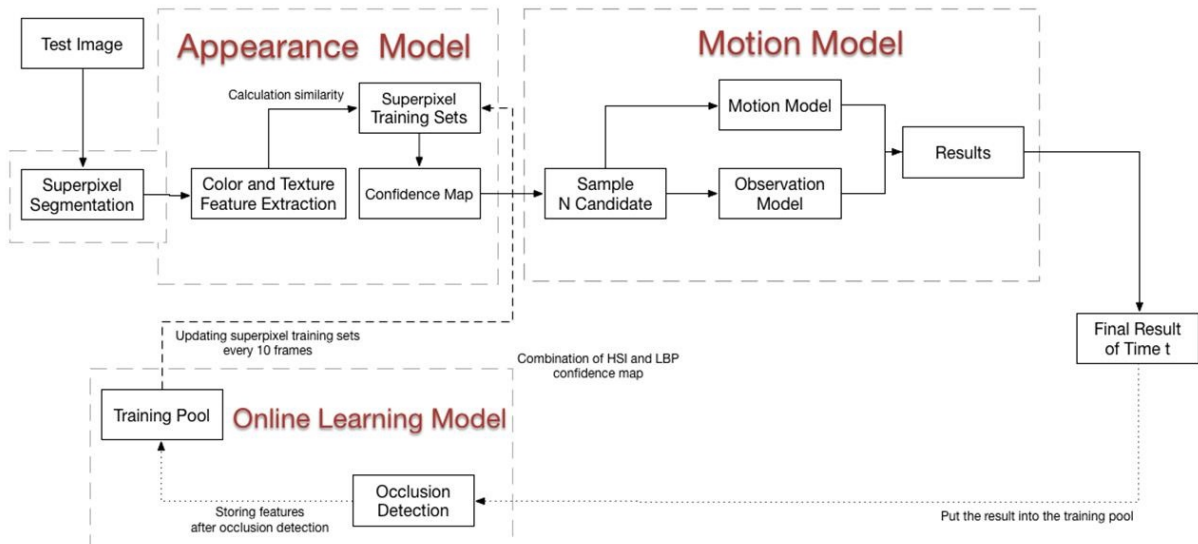 Test Image
Appearance Model
Motion Model
Calculation similarity
Superpixel
Training Sets
Motion Model
Results
Superpixel
Segmentation
Color and Texture
Feature Extraction
Confidence Map
Sample
N Candidate
Observation
Model
Updating superpixel training sets
every 10 frames
Final Result
of Time t
Combination of HSI and LBP
confidence map
Training Pool
Online Learning Model
Occlusion
Detection
Storing features
after occlusion detection
Put the result into the training pool